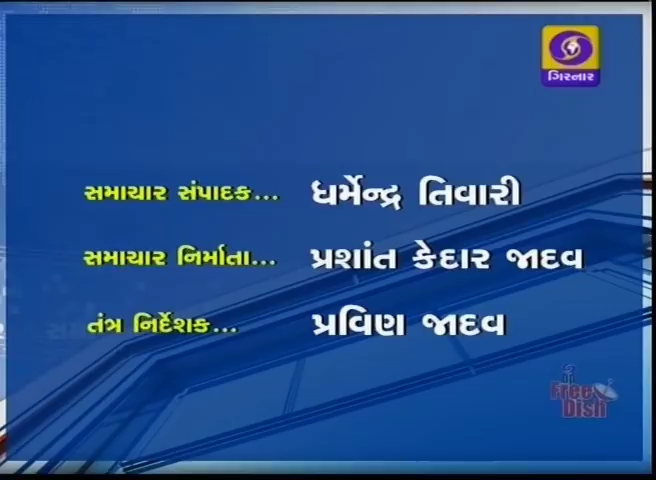 ગિરનાર
સમાચાર સંપાદક... ધર્મેન્દ્ર તિવારી
સમાચાર નિર્માતા... પ્રશાંત કેદાર જાદવ
તંત્ર નિર્દેશક... પ્રવિણ જાદવ
Free
Dish